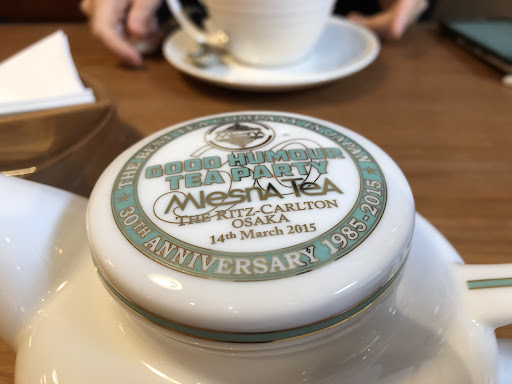 THE BEST TEA COMPANY IN JAPAN
GOOD HUMOUR
TEA PARTY
MlesnA TeA
THE RITZ-CARLTON
OSAKA
14th March 2015
30th ANNIVERSARY 1985-2015